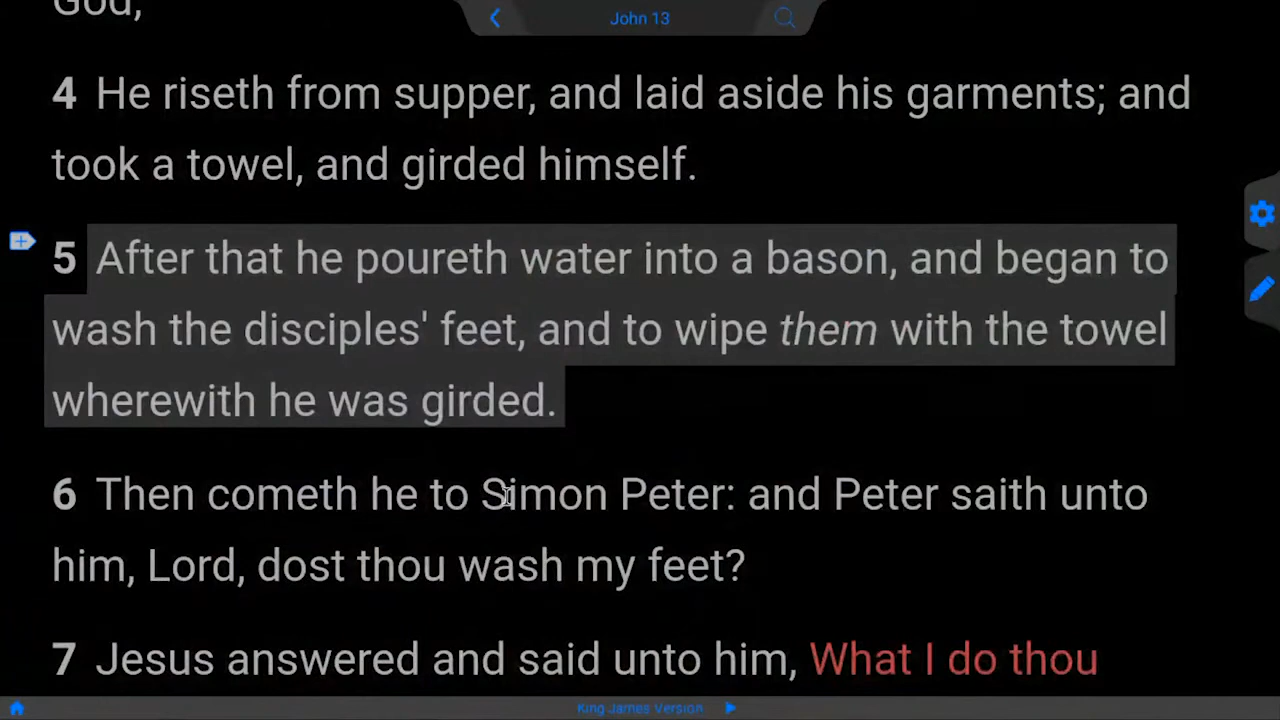 God,
John 13
4 He riseth from supper, and laid aside his garments; and
took a towel, and girded himself.
5 After that he poureth water into a bason, and began to
wash the disciples' feet, and to wipe them with the towel
wherewith he was girded.
6 Then cometh he to Simon Peter: and Peter saith unto
him, Lord, dost thou wash my feet?
7 Jesus answered and said unto him, What I do thou
King James Version